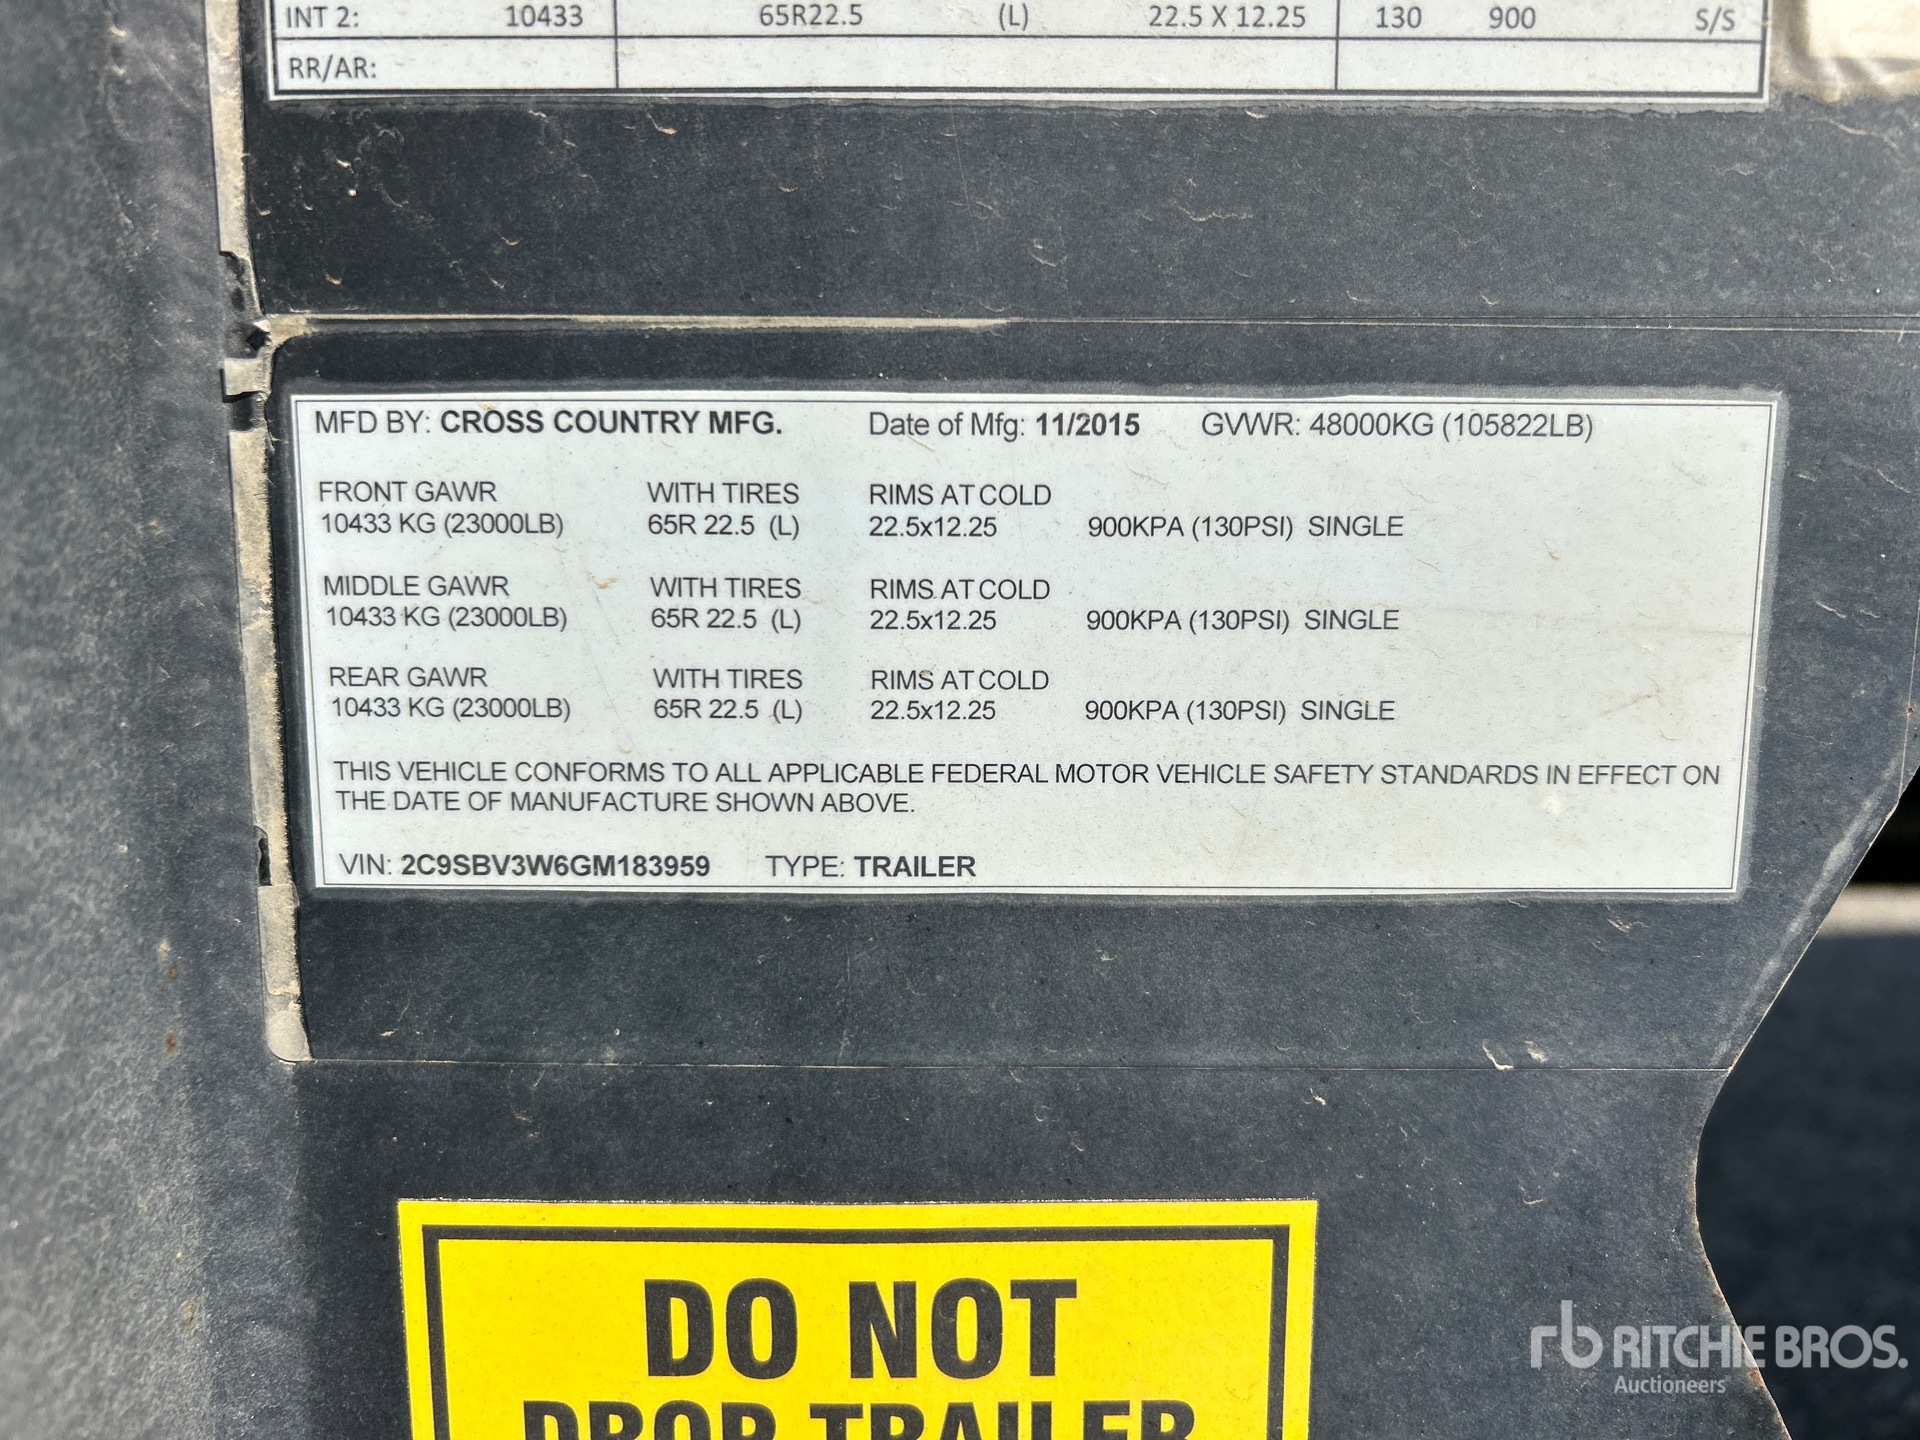 INT 2: 10433 65R22.5 (L) 22.5 X 12.25 130 900 S/S
RR/AR:
MFD BY: CROSS COUNTRY MFG. Date of Mfg: 11/2015 GVWR: 48000KG (105822LB)
FRONT GAWR WITH TIRES RIMS AT COLD
10433 KG (23000LB) 65R 22.5 (L) 22.5x12.25 900KPA (130PSI) SINGLE
MIDDLE GAWR WITH TIRES RIMS AT COLD
10433 KG (23000LB) 65R 22.5 (L) 22.5x12.25 900KPA (130PSI) SINGLE
REAR GAWR WITH TIRES RIMS AT COLD
10433 KG (23000LB) 65R 22.5 (L) 22.5x12.25 900KPA (130PSI) SINGLE
THIS VEHICLE CONFORMS TO ALL APPLICABLE FEDERAL MOTOR VEHICLE SAFETY STANDARDS IN EFFECT ON
THE DATE OF MANUFACTURE SHOWN ABOVE.
VIN: 2C9SBV3W6GM183959 TYPE: TRAILER
DO NOT
DROP TRAILER
rb RITCHIE BROS.
Auctioneers